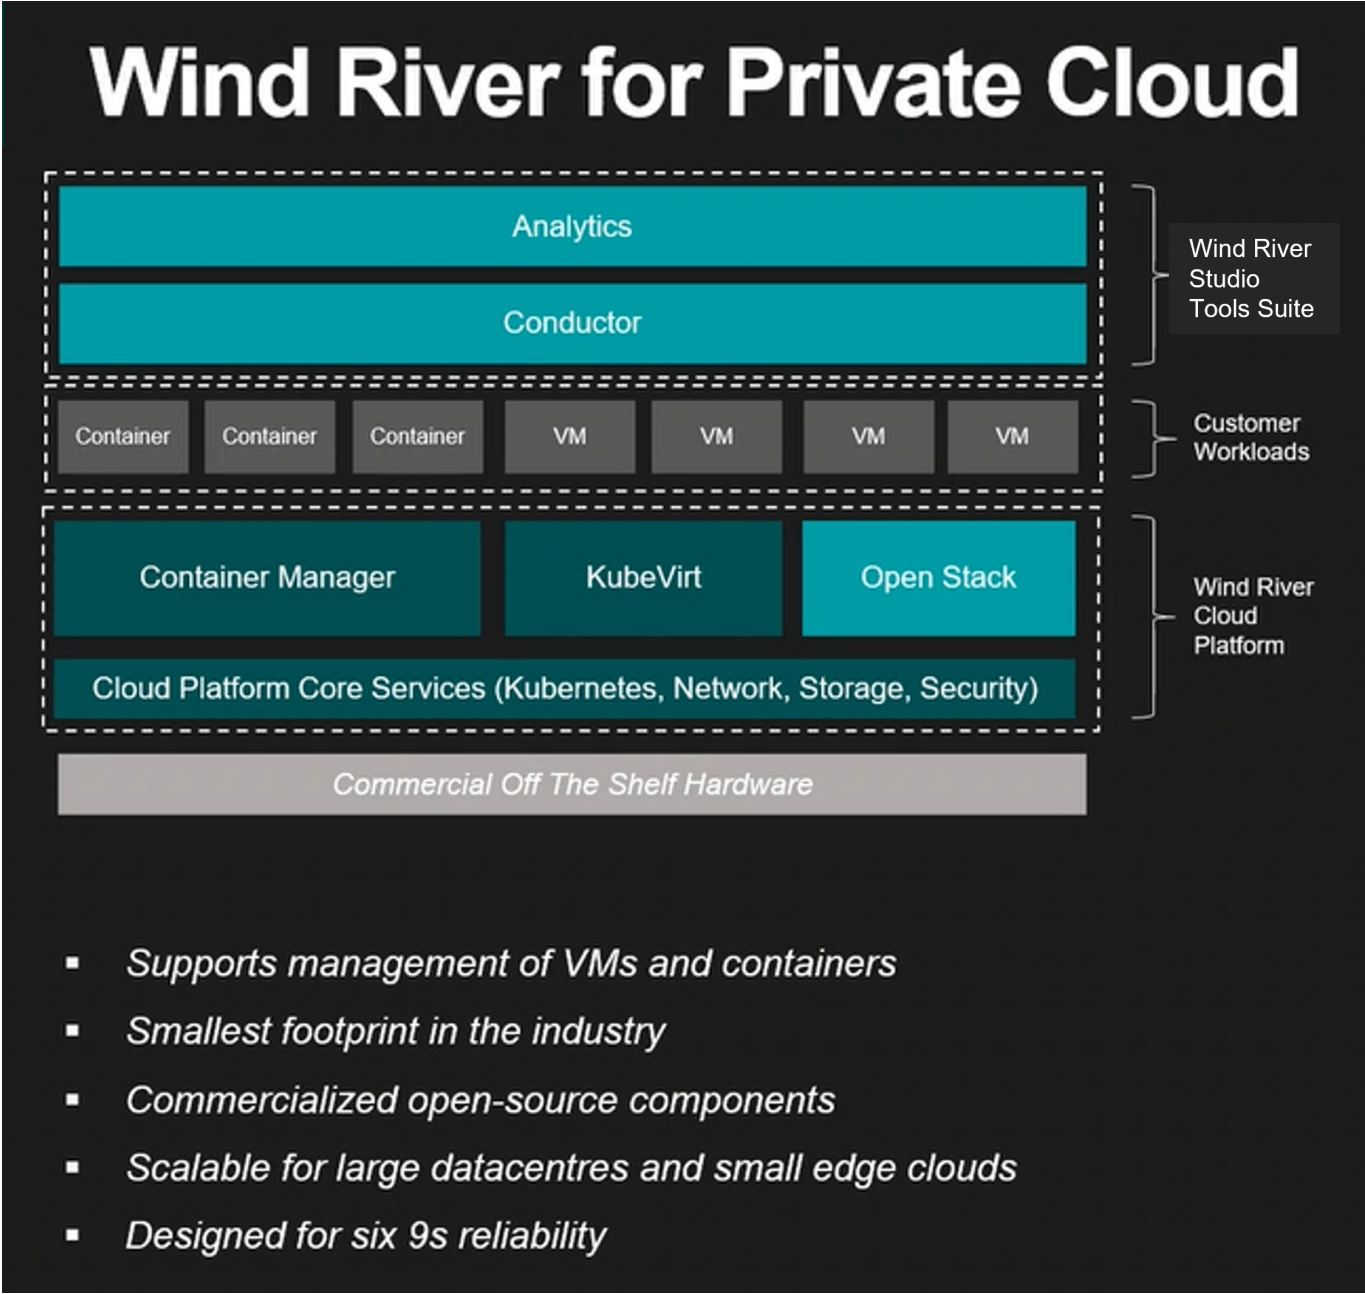 Wind River for Private Cloud
Analytics
Conductor
Wind River
Studio
Tools Suite
Container
Container
Container
VM
VM
VM
VM
Customer
Workloads
Container Manager
KubeVirt
Open Stack
Cloud Platform Core Services (Kubernetes, Network, Storage, Security)
Wind River
Cloud
Platform
Commercial Off The Shelf Hardware
▪ Supports management of VMs and containers
▪ Smallest footprint in the industry
▪ Commercialized open-source components
▪ Scalable for large datacentres and small edge clouds
▪ Designed for six 9s reliability